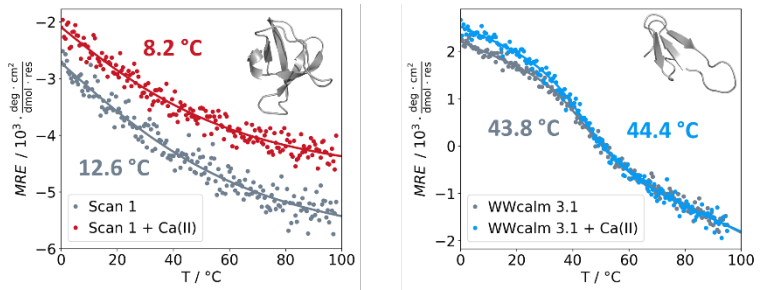 −2
−3
−4
−5
−6
MRE / 10³ · deg · cm² / dmol · res
8.2 °C
12.6 °C
Scan 1
Scan 1 + Ca(II)
0 20 40 60 80 100
T / °C
3
2
1
0
−1
−2
MRE / 10³ · deg · cm² / dmol · res
43.8 °C 44.4 °C
WWcalm 3.1
WWcalm 3.1 + Ca(II)
0 20 40 60 80 100
T / °C